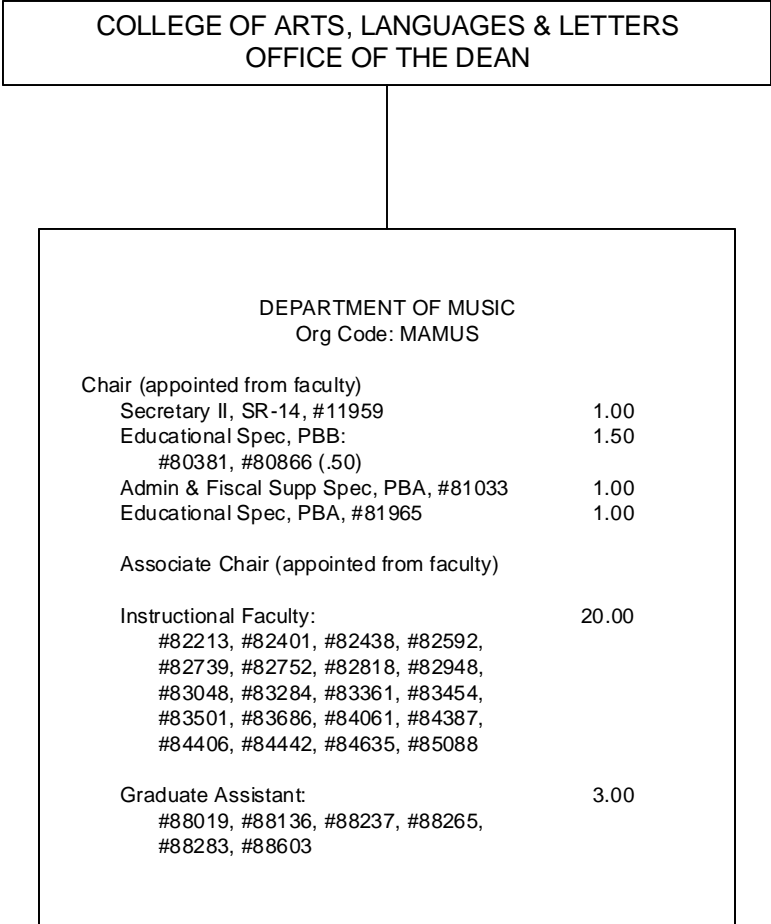 COLLEGE OF ARTS, LANGUAGES & LETTERS
OFFICE OF THE DEAN
DEPARTMENT OF MUSIC
Org Code: MAMUS
Chair (appointed from faculty)
Secretary II, SR-14, #11959 1.00
Educational Spec, PBB: 1.50
#80381, #80866 (.50)
Admin & Fiscal Supp Spec, PBA, #81033 1.00
Educational Spec, PBA, #81965 1.00
Associate Chair (appointed from faculty)
Instructional Faculty: 20.00
#82213, #82401, #82438, #82592,
#82739, #82752, #82818, #82948,
#83048, #83284, #83361, #83454,
#83501, #83686, #84061, #84387,
#84406, #84442, #84635, #85088
Graduate Assistant: 3.00
#88019, #88136, #88237, #88265,
#88283, #88603